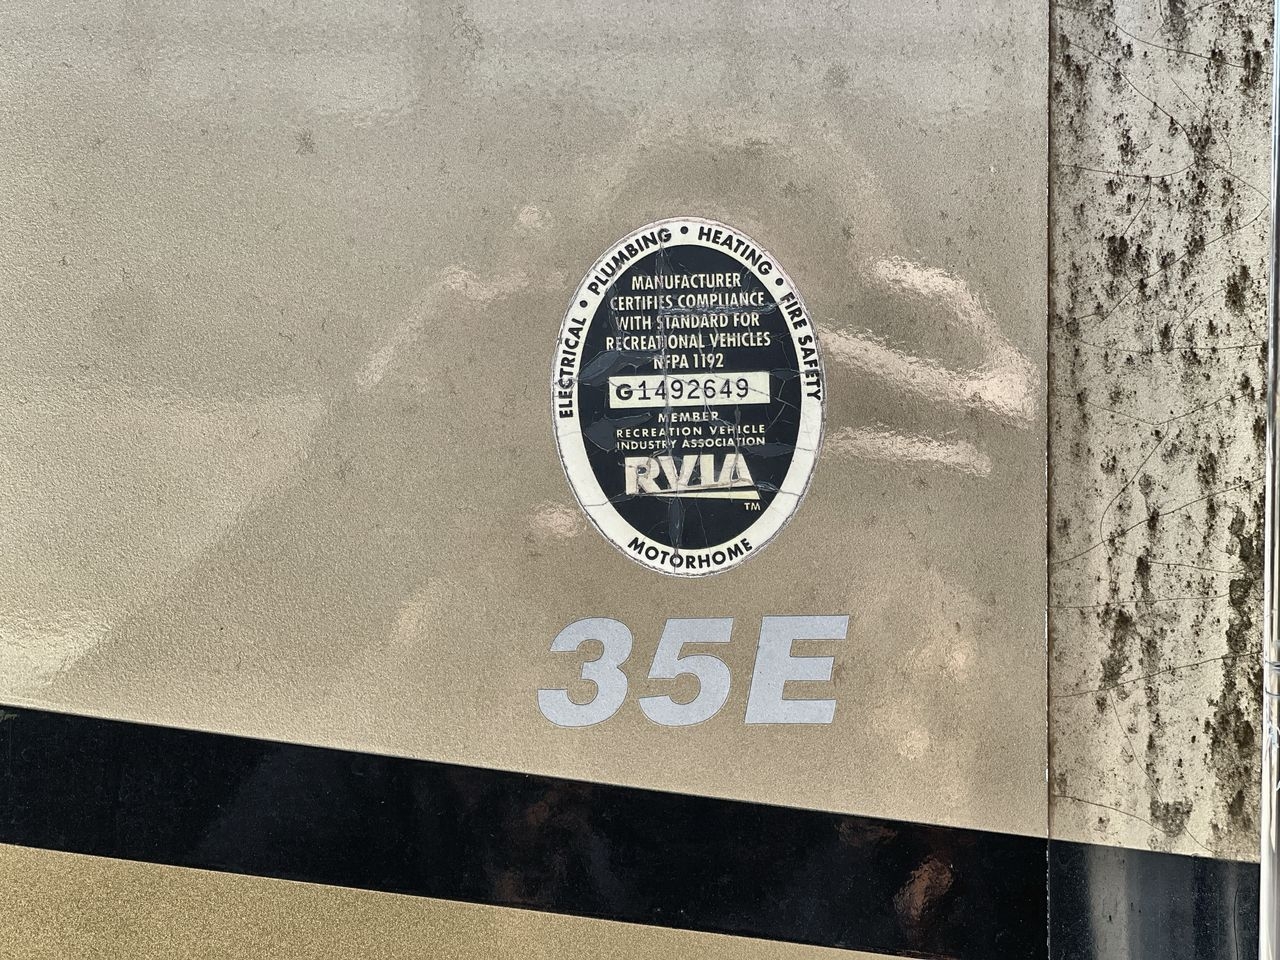 ELECTRICAL • PLUMBING • HEATING • FIRE SAFETY
MANUFACTURER
CERTIFIES COMPLIANCE
WITH STANDARD FOR
RECREATIONAL VEHICLES
NFPA 1192
G1492649
MEMBER
RECREATION VEHICLE
INDUSTRY ASSOCIATION
RVIA
TM
MOTORHOME
35E